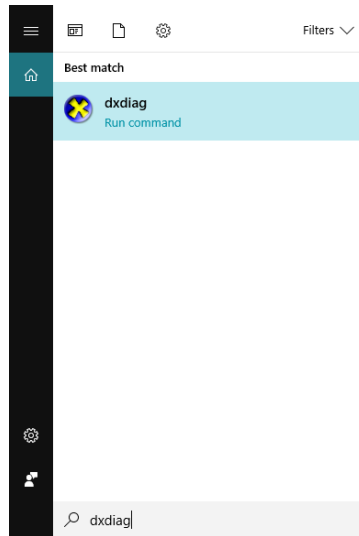 Filters
Best match
dxdiag
Run command
dxdiag